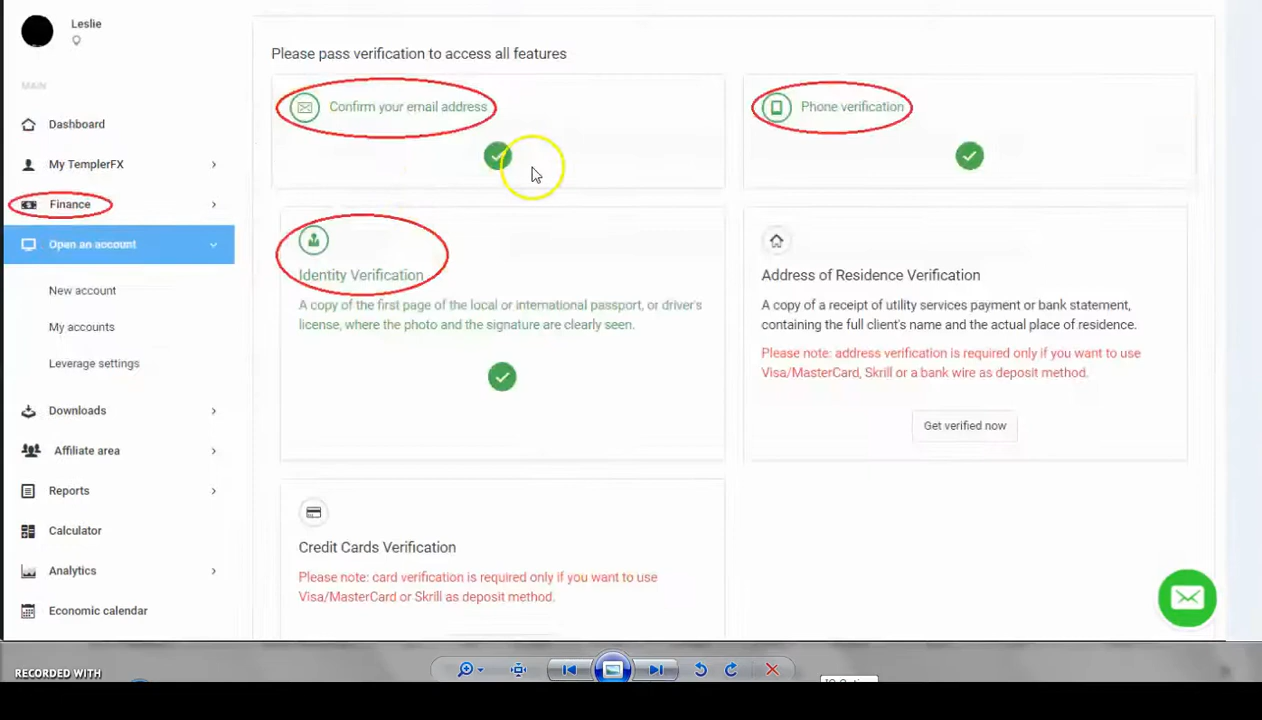 Leslie
MAIN
Dashboard
My TemplerFX
Finance
Open an account
New account
My accounts
Leverage settings
Downloads
Affiliate area
Reports
Calculator
Analytics
Economic calendar
Please pass verification to access all features
Confirm your email address
Phone verification
Identity Verification
A copy of the first page of the local or international passport, or driver's
license, where the photo and the signature are clearly seen.
Address of Residence Verification
A copy of a receipt of utility services payment or bank statement,
containing the full client's name and the actual place of residence.
Please note: address verification is required only if you want to use
Visa/MasterCard, Skrill or a bank wire as deposit method.
Get verified now
Credit Cards Verification
Please note: card verification is required only if you want to use
Visa/MasterCard or Skrill as deposit method.
RECORDED WITH